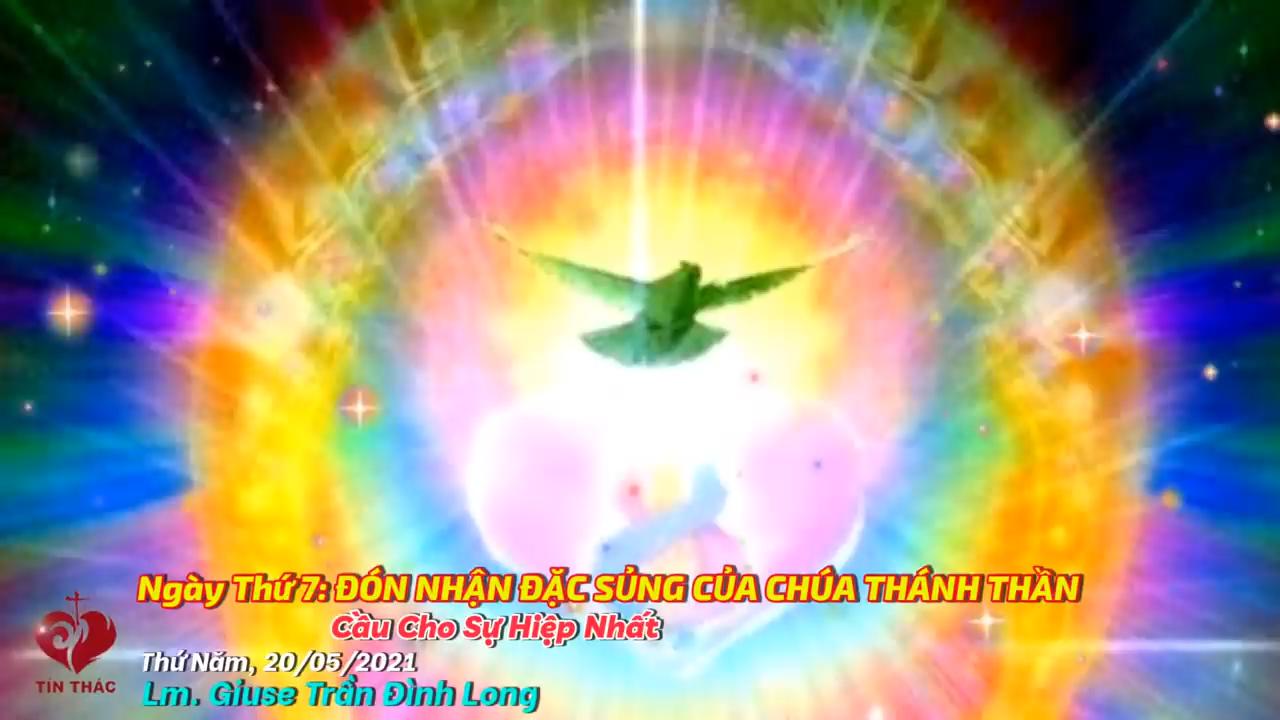 Ngày Thứ 7: ĐÓN NHẬN ĐẶC SỦNG CỦA CHÚA THÁNH THẦN
Cầu Cho Sự Hiệp Nhất
Thứ Năm, 20/05/2021
Lm. Giuse Trần Đình Long
TÍN THÁC